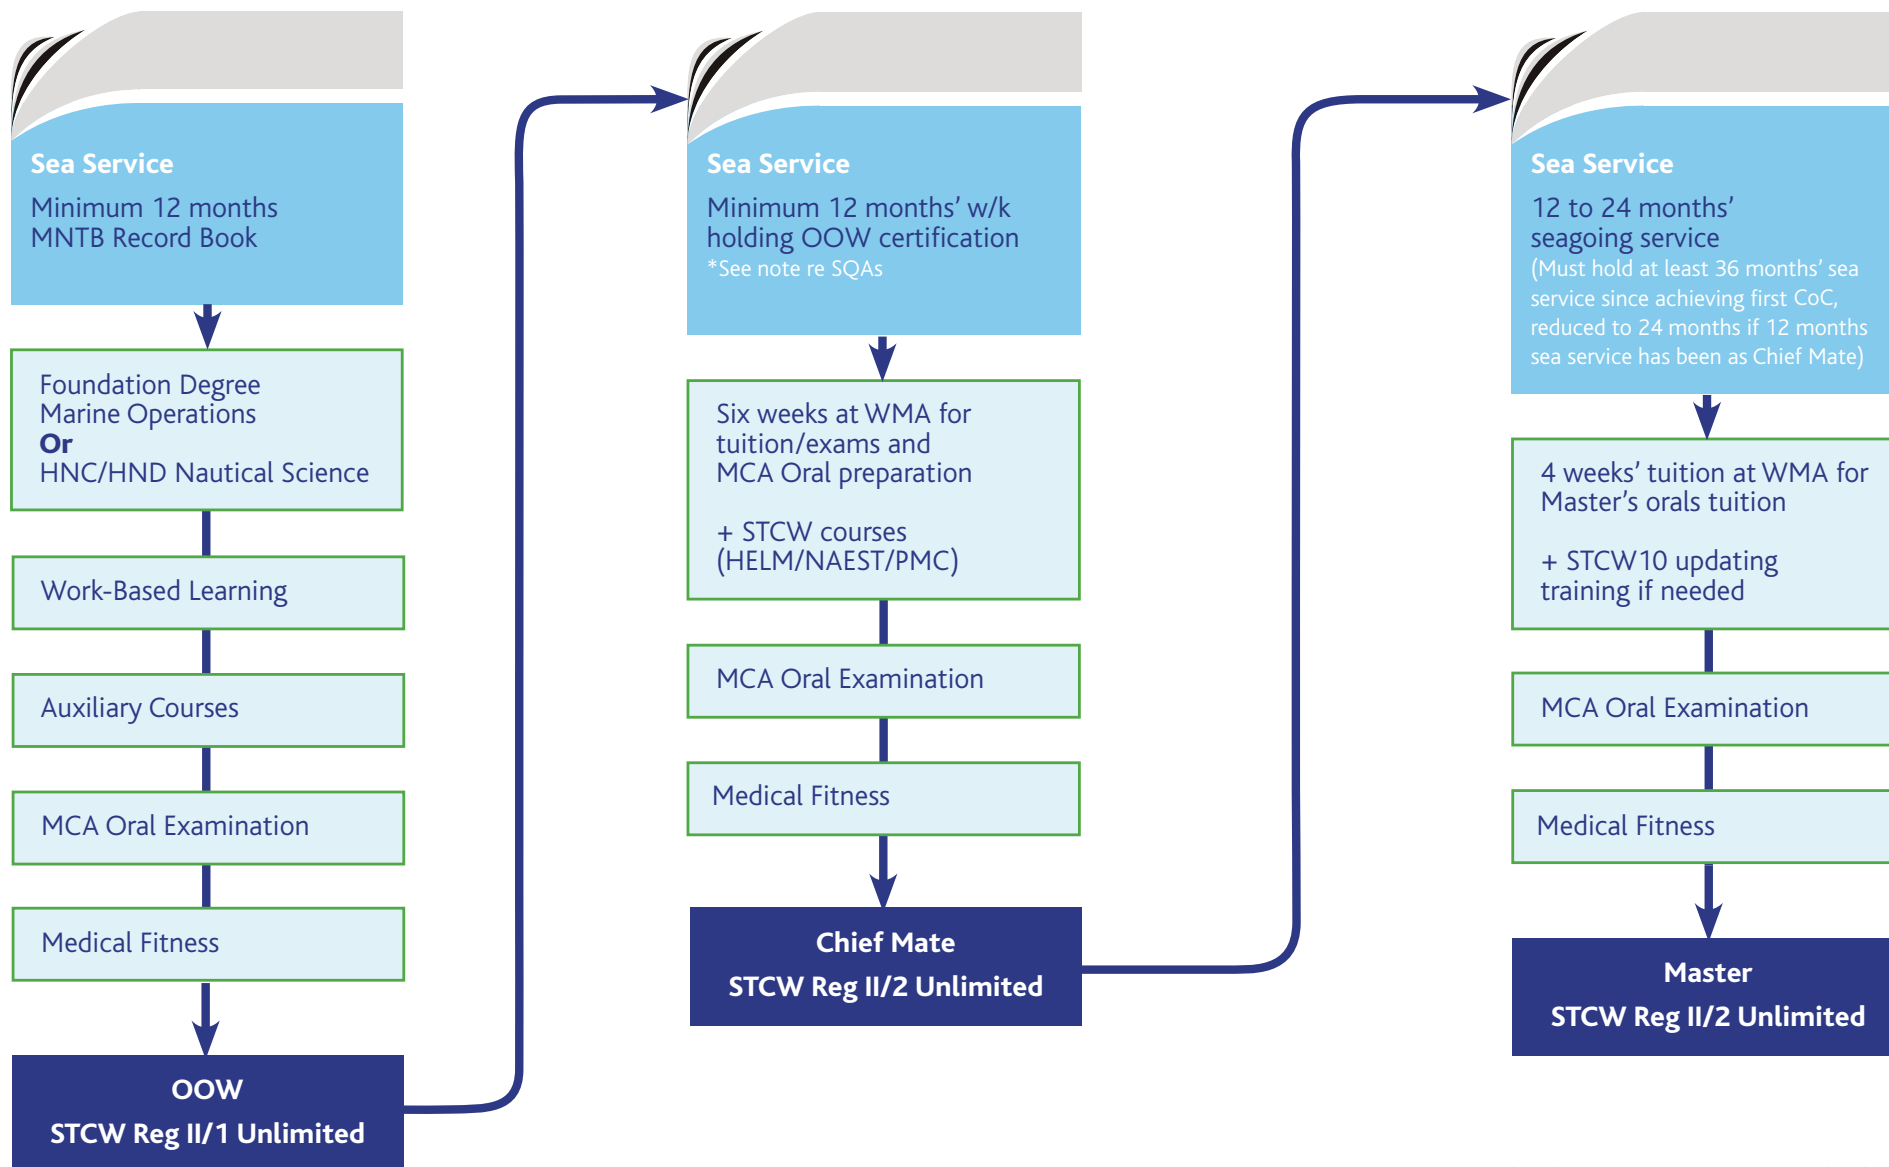 Sea Service
Minimum 12 months
MNTB Record Book
Foundation Degree
Marine Operations
Or
HNC/HND Nautical Science
Work-Based Learning
Auxiliary Courses
MCA Oral Examination
Medical Fitness
OOW
STCW Reg II/1 Unlimited
Sea Service
Minimum 12 months’ w/k
holding OOW certification
*See note re SQAs
Six weeks at WMA for
tuition/exams and
MCA Oral preparation
+ STCW courses
(HELM/NAEST/PMC)
MCA Oral Examination
Medical Fitness
Chief Mate
STCW Reg II/2 Unlimited
Sea Service
12 to 24 months’
seagoing service
(Must hold at least 36 months’ sea
service since achieving first CoC,
reduced to 24 months if 12 months
sea service has been as Chief Mate)
4 weeks’ tuition at WMA for
Master’s orals tuition
+ STCW10 updating
training if needed
MCA Oral Examination
Medical Fitness
Master
STCW Reg II/2 Unlimited